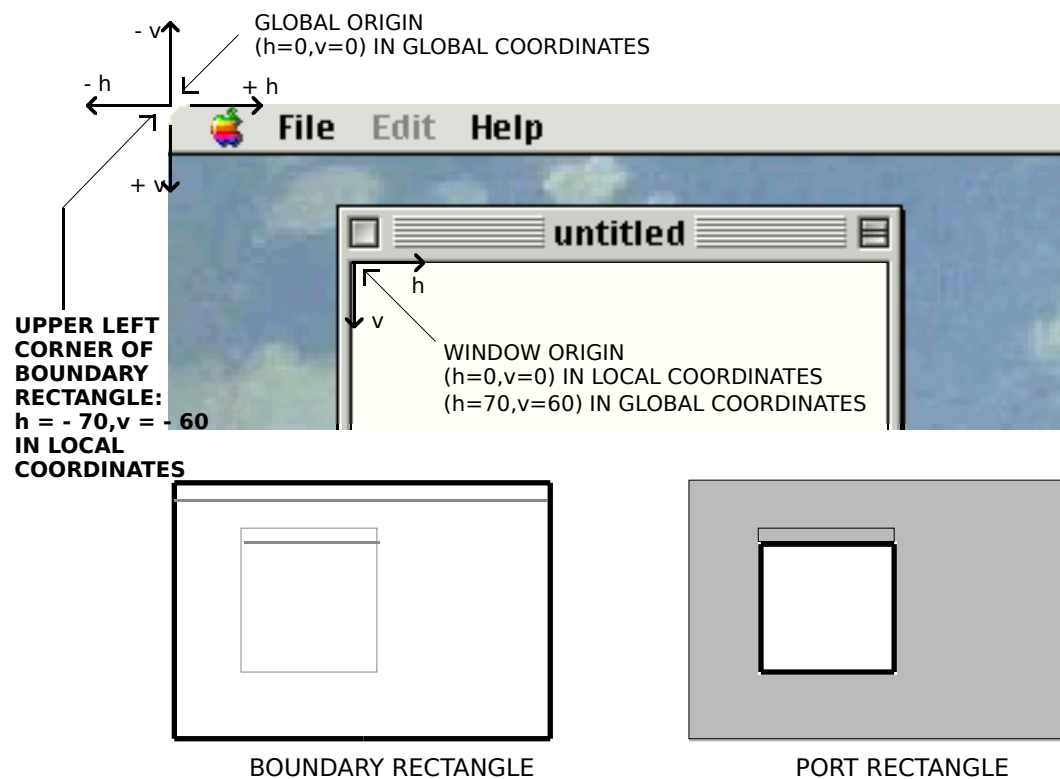 GLOBAL ORIGIN
(h=0,v=0) IN GLOBAL COORDINATES
- v
- h
+ h
+ v
File Edit Help
untitled
h
v
WINDOW ORIGIN
(h=0,v=0) IN LOCAL COORDINATES
(h=70,v=60) IN GLOBAL COORDINATES
UPPER LEFT
CORNER OF
BOUNDARY
RECTANGLE:
h = - 70,v = - 60
IN LOCAL
COORDINATES
BOUNDARY RECTANGLE
PORT RECTANGLE